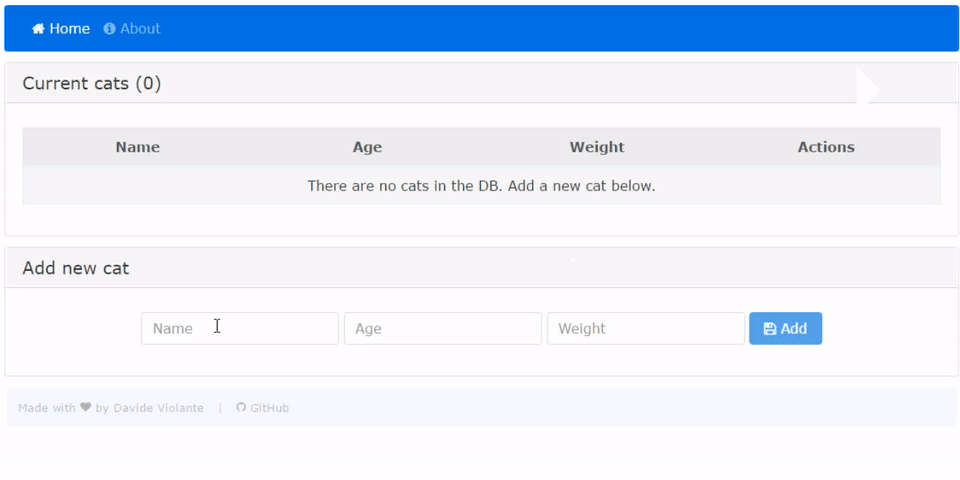 Home About
Current cats (0)
Name Age Weight Actions
There are no cats in the DB. Add a new cat below.
Add new cat
Name Age Weight Add
Made with ❤ by Davide Violante | GitHub